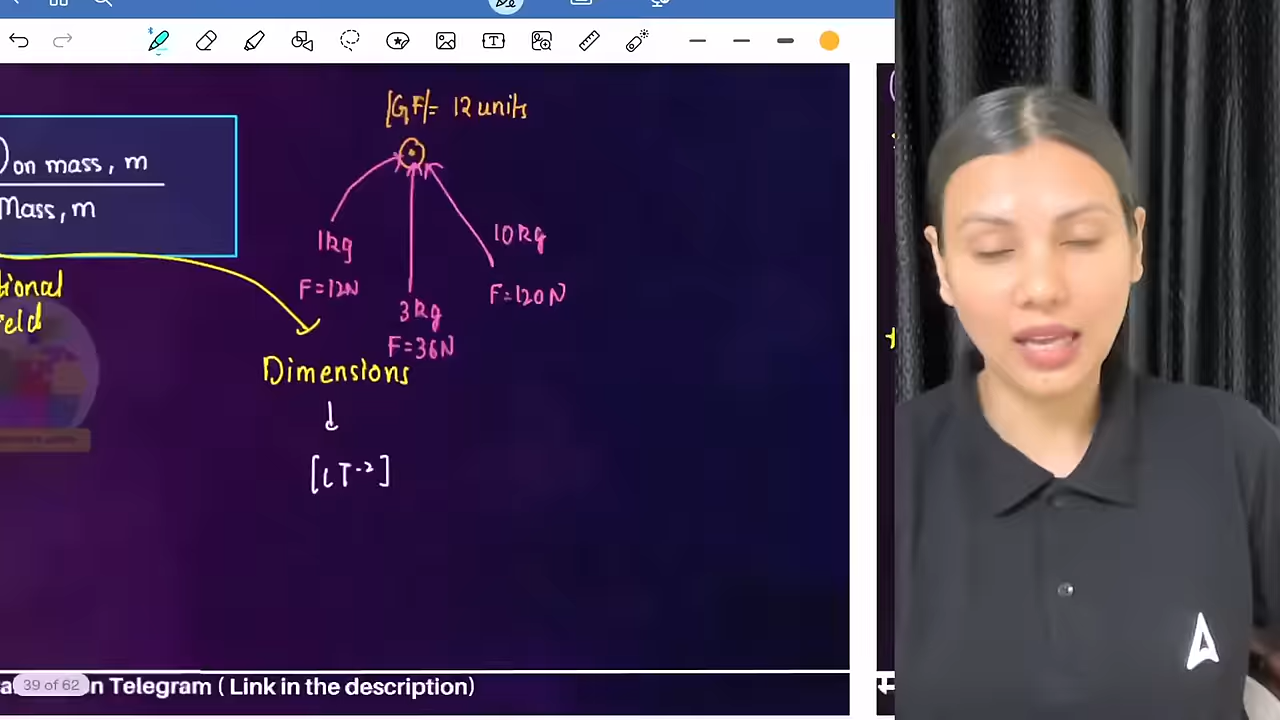 |GF|= 12 units
on mass, m
Mass, m
1kg
F=12N
3kg
F=36N
10kg
F=120N
Dimensions
[LT-2]
39 of 62
n Telegram ( Link in the description)